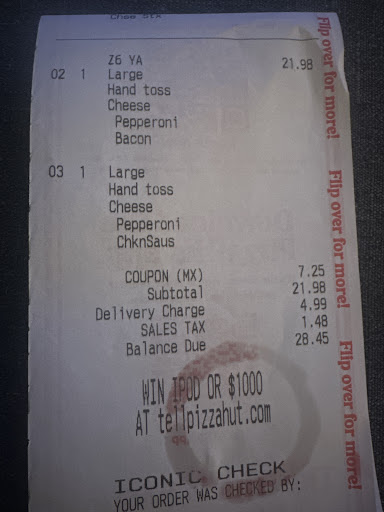 Chee Stx
Z6 YA 21.98
02 1 Large
Hand toss
Cheese
Pepperoni
Bacon
03 1 Large
Hand toss
Cheese
Pepperoni
ChknSaus
COUPON (MX) 7.25
Subtotal 21.98
Delivery Charge 4.99
SALES TAX 1.48
Balance Due 28.45
WIN IPOD OR $1000
AT tellpizzahut.com
ICONIC CHECK
YOUR ORDER WAS CHECKED BY:
Flip over for more!
Flip over for more!
Flip over for more!